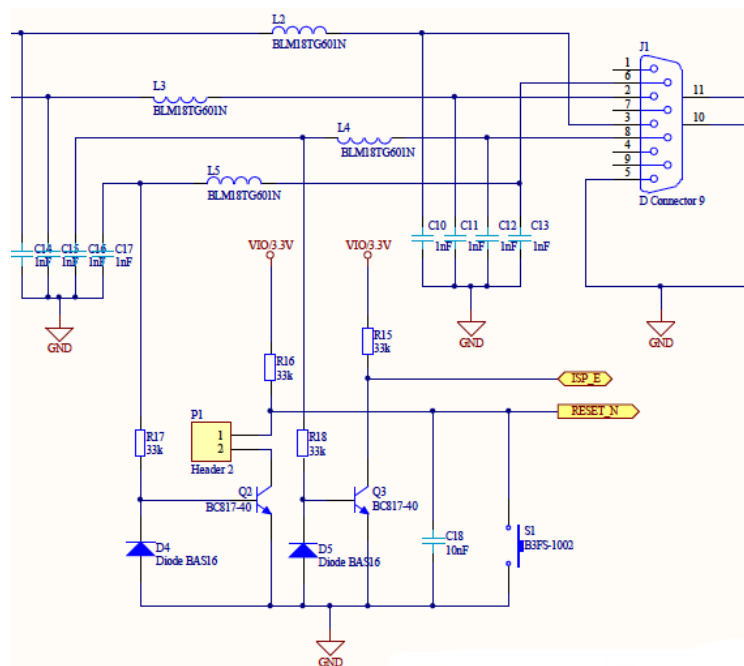 L2
BLM18TG601N
J1
1
6
2
7
3
8
4
9
5
11
10
D Connector 9
L3
BLM18TG601N
L4
BLM18TG601N
L5
BLM18TG601N
C14
1nF
C15
1nF
C16
1nF
C17
1nF
GND
VIO/3.3V
VIO/3.3V
C10
1nF
C11
1nF
C12
1nF
C13
1nF
GND
GND
R16
33k
R15
33k
ISP_E
RESET_N
P1
1
2
Header 2
R17
33k
R18
33k
Q2
BC817-40
Q3
BC817-40
D4
Diode BAS16
D5
Diode BAS16
C18
10nF
S1
B3FS-1002
GND